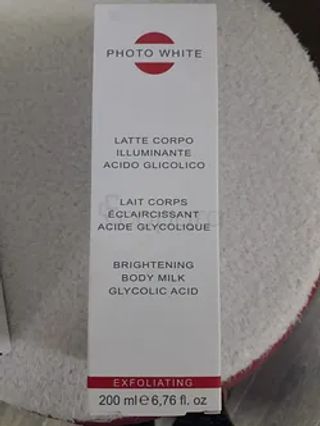 PHOTO WHITE
LATTE CORPO
ILLUMINANTE
ACIDO GLICOLICO
LAIT CORPS
ÉCLAIRCISSANT
ACIDE GLYCOLIQUE
BRIGHTENING
BODY MILK
GLYCOLIC ACID
EXFOLIATING
200 ml ℮ 6,76 fl. oz